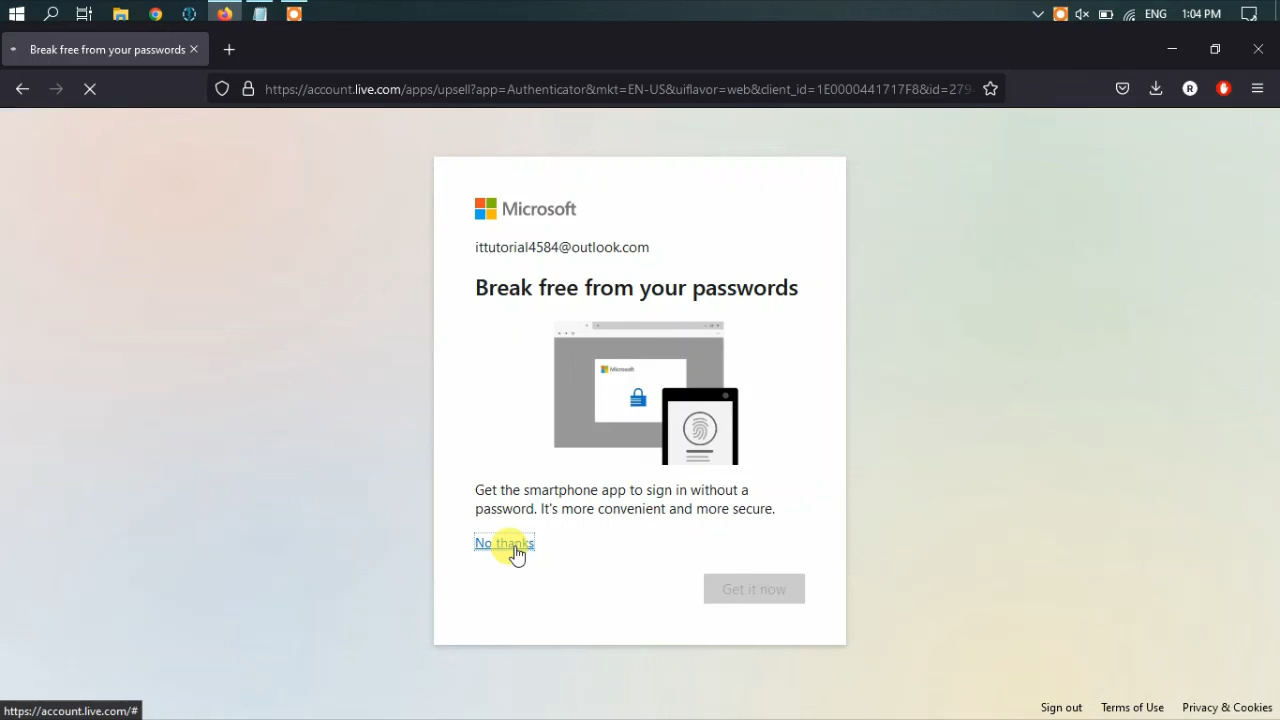 ENG 1:04 PM
Break free from your passwords
https://account.live.com/apps/upsell?app=Authenticator&mkt=EN-US&uiflavor=web&client_id=1E0000441717F8&id=279
R
Microsoft
ittutorial4584@outlook.com
Break free from your passwords
Microsoft
Get the smartphone app to sign in without a
password. It's more convenient and more secure.
No thanks
Get it now
https://account.live.com/#
Sign out Terms of Use Privacy & Cookies